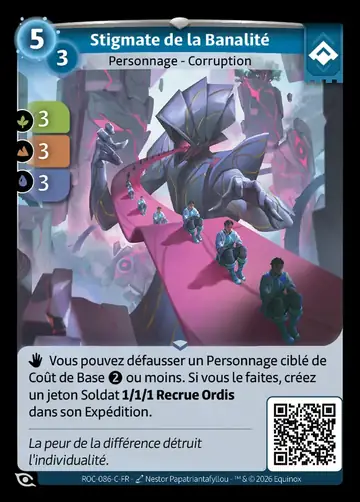 5
3
Stigmate de la Banalité
Personnage - Corruption
3
3
3
Vous pouvez défausser un Personnage ciblé de
Coût de Base 2 ou moins. Si vous le faites, créez
un jeton Soldat 1/1/1 Recrue Ordis
dans son Expédition.
La peur de la différence détruit
l'individualité.
ROC-086-C-FR - Nestor Papatriantafyllou - ™ & © 2026 Equinox